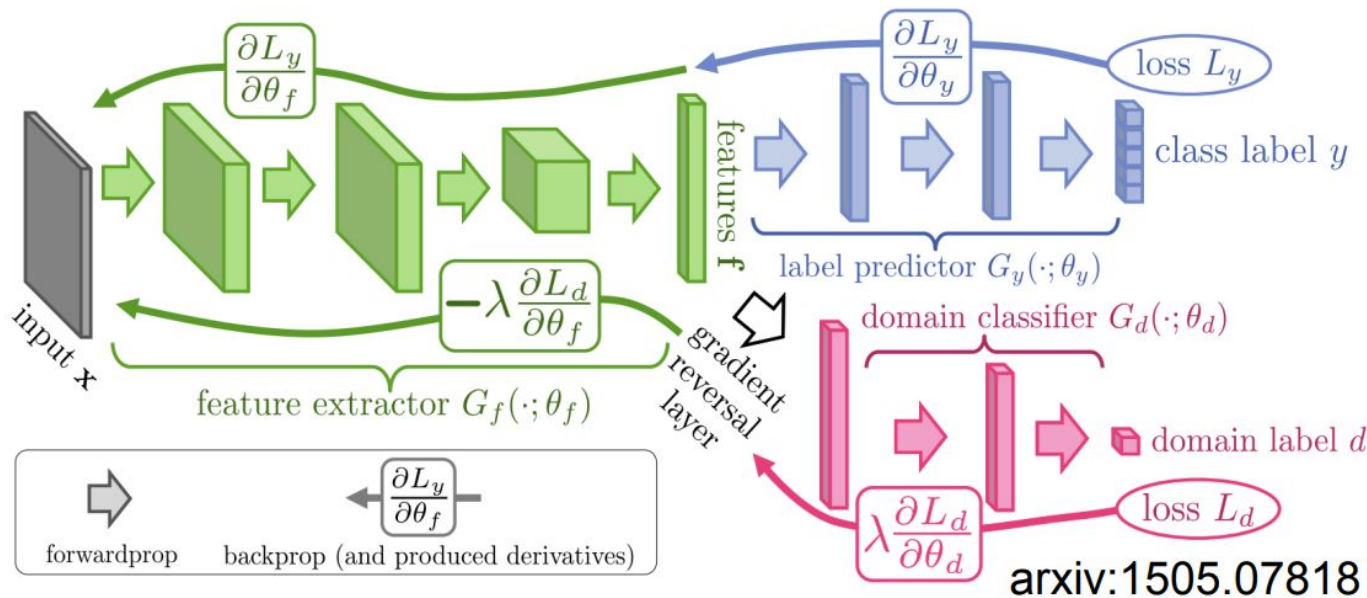 ∂L_y/∂θ_f
∂L_y/∂θ_y
loss L_y
features f
class label y
label predictor G_y(·;θ_y)
input x
−λ ∂L_d/∂θ_f
feature extractor G_f(·;θ_f)
gradient
reversal
layer
domain classifier G_d(·;θ_d)
domain label d
λ ∂L_d/∂θ_d
loss L_d
∂L_y/∂θ_f
forwardprop
backprop (and produced derivatives)
arxiv:1505.07818